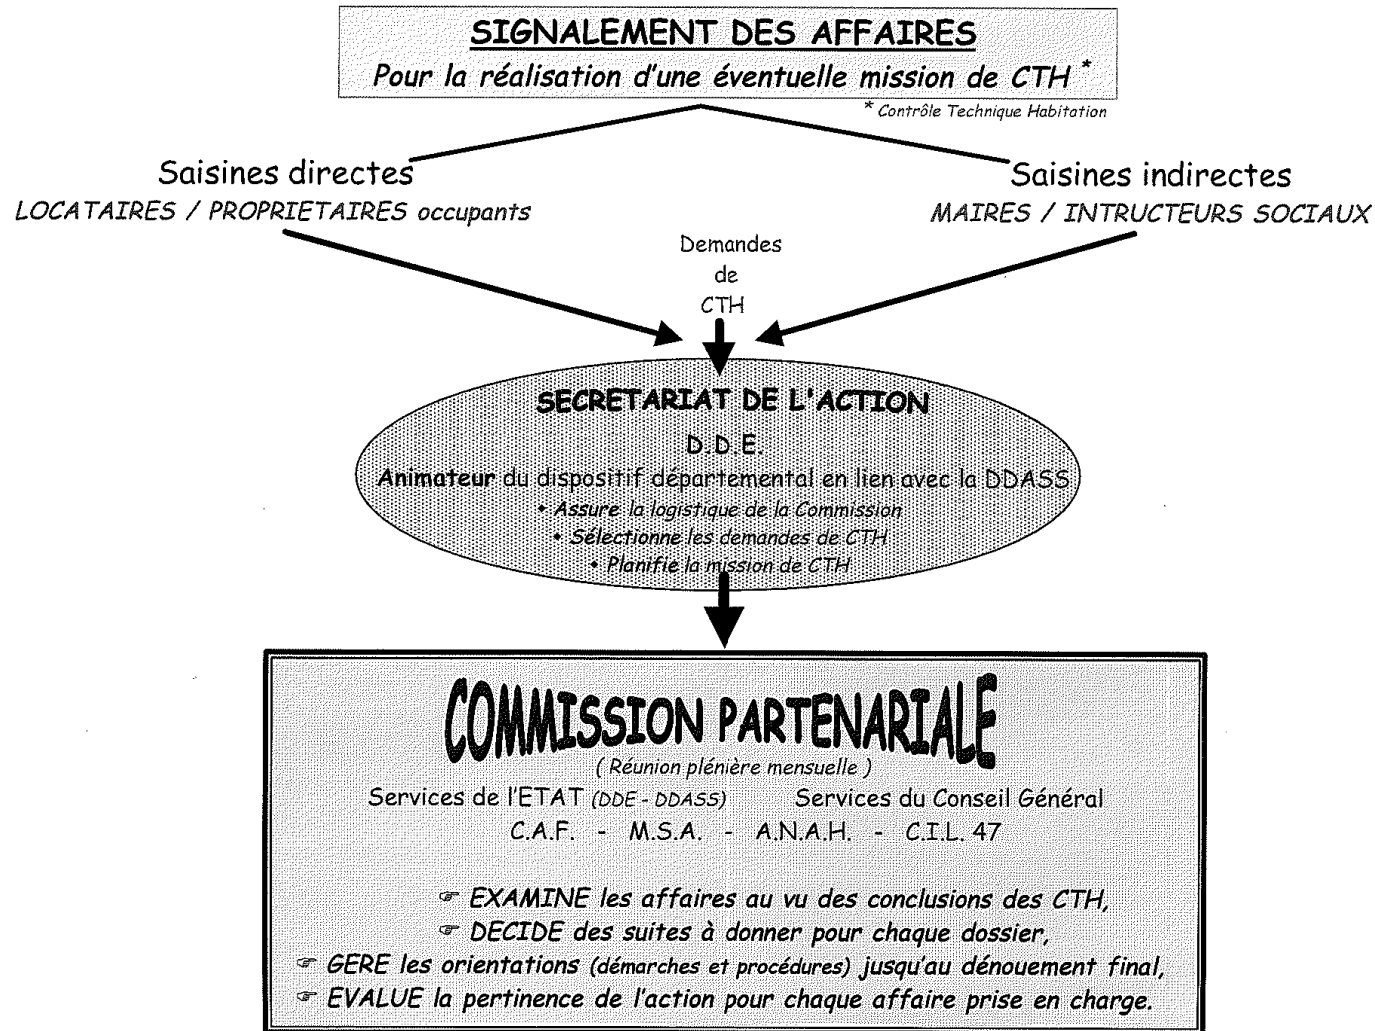 SIGNALEMENT DES AFFAIRES
Pour la réalisation d'une éventuelle mission de CTH *
* Contrôle Technique Habitation
Saisines directes
LOCATAIRES / PROPRIETAIRES occupants
Saisines indirectes
MAIRES / INTRUCTEURS SOCIAUX
Demandes
de
CTH
SECRETARIAT DE L'ACTION
D.D.E.
Animateur du dispositif départemental en lien avec la DDASS
• Assure la logistique de la Commission
• Sélectionne les demandes de CTH
• Planifie la mission de CTH
COMMISSION PARTENARIALE
( Réunion plénière mensuelle )
Services de l'ETAT (DDE - DDASS) Services du Conseil Général
C.A.F. - M.S.A. - A.N.A.H. - C.I.L. 47
☞ EXAMINE les affaires au vu des conclusions des CTH,
☞ DECIDE des suites à donner pour chaque dossier,
☞ GERE les orientations (démarches et procédures) jusqu'au dénouement final,
☞ EVALUE la pertinence de l'action pour chaque affaire prise en charge.